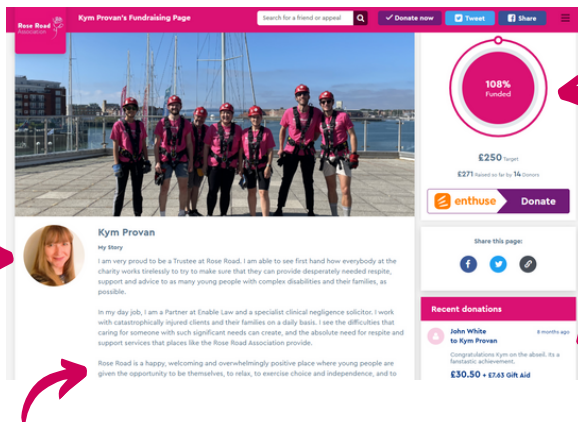 Rose Road
Association
Kym Provan's Fundraising Page
Search for a friend or appeal
Donate now
Tweet
Share
108%
Funded
£250 Target
£271 Raised so far by 14 Donors
enthuse
Donate
Share this page:
Kym Provan
My Story
I am very proud to be a Trustee at Rose Road. I am able to see first hand how everybody at the
charity works tirelessly to try to make sure that they can provide desperately needed respite,
support and advice to as many young people with complex disabilities and their families, as
possible.
In my day job, I am a Partner at Enable Law and a specialist clinical negligence solicitor. I work
with catastrophically injured clients and their families on a daily basis. I see the difficulties that
caring for someone with such significant needs can create, and the absolute need for respite and
support services that places like the Rose Road Association provide.
Rose Road is a happy, welcoming and overwhelmingly positive place where young people are
given the opportunity to be themselves, to relax, to exercise choice and independence, and to
Recent donations
John White
to Kym Provan
6 months ago
Congratulations Kym on the abseil. Its a
fanstastic achievement.
£30.50 + £7.63 Gift Aid